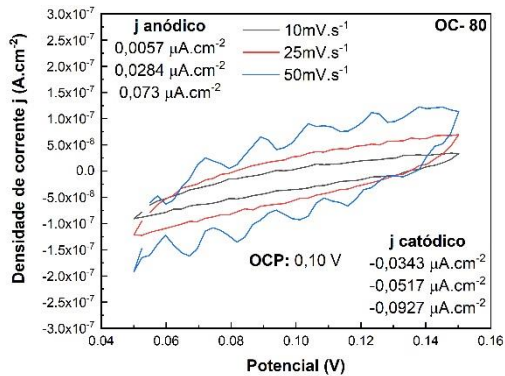 OC- 80
j anódico
0,0057 µA.cm⁻²
0,0284 µA.cm⁻²
0,073 µA.cm⁻²
10mV.s⁻¹
25mV.s⁻¹
50mV.s⁻¹
Densidade de corrente j (A.cm⁻²)
3.0x10⁻⁷
2.5x10⁻⁷
2.0x10⁻⁷
1.5x10⁻⁷
1.0x10⁻⁷
5.0x10⁻⁸
0.0
-5.0x10⁻⁸
-1.0x10⁻⁷
-1.5x10⁻⁷
-2.0x10⁻⁷
-2.5x10⁻⁷
-3.0x10⁻⁷
OCP: 0,10 V
j catódico
-0,0343 µA.cm⁻²
-0,0517 µA.cm⁻²
-0,0927 µA.cm⁻²
0.04 0.06 0.08 0.10 0.12 0.14 0.16
Potencial (V)